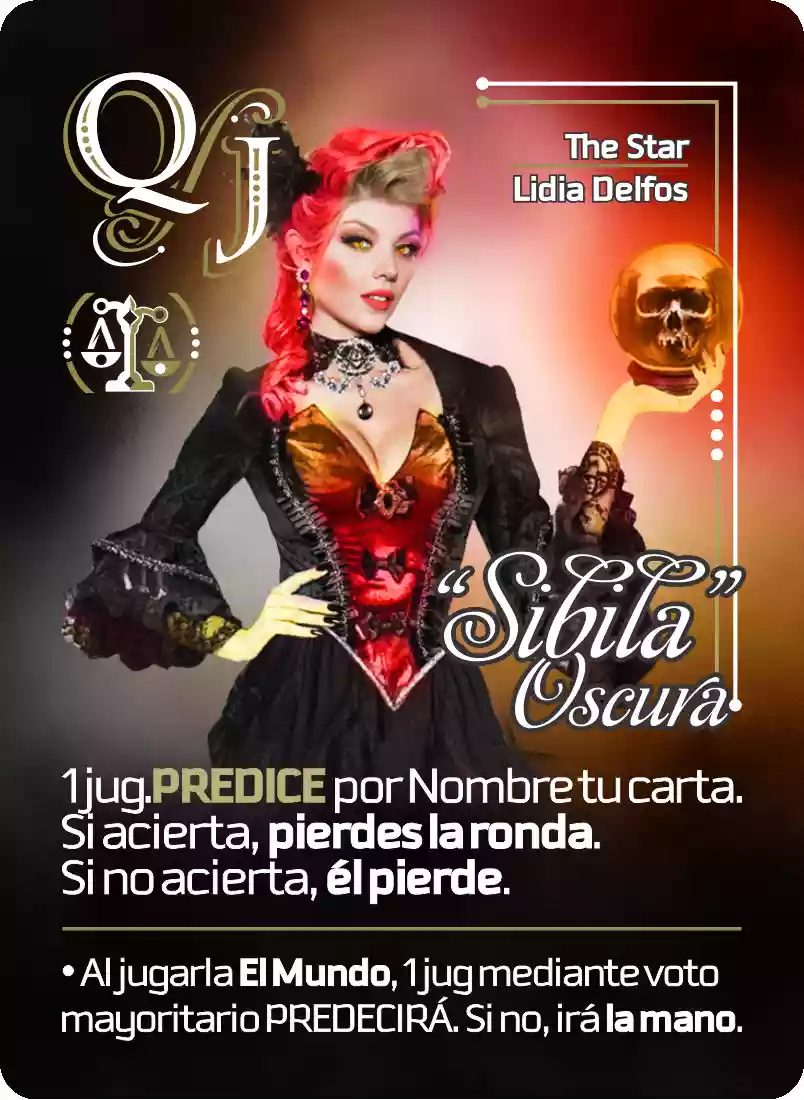 QJ
The Star
Lidia Delfos
“Sibila”
Oscura
1 jug. PREDICE por Nombre tu carta.
Si acierta, pierdes la ronda.
Si no acierta, él pierde.
• Al jugarla El Mundo, 1 jug mediante voto
mayoritario PREDECIRÁ. Si no, irá la mano.